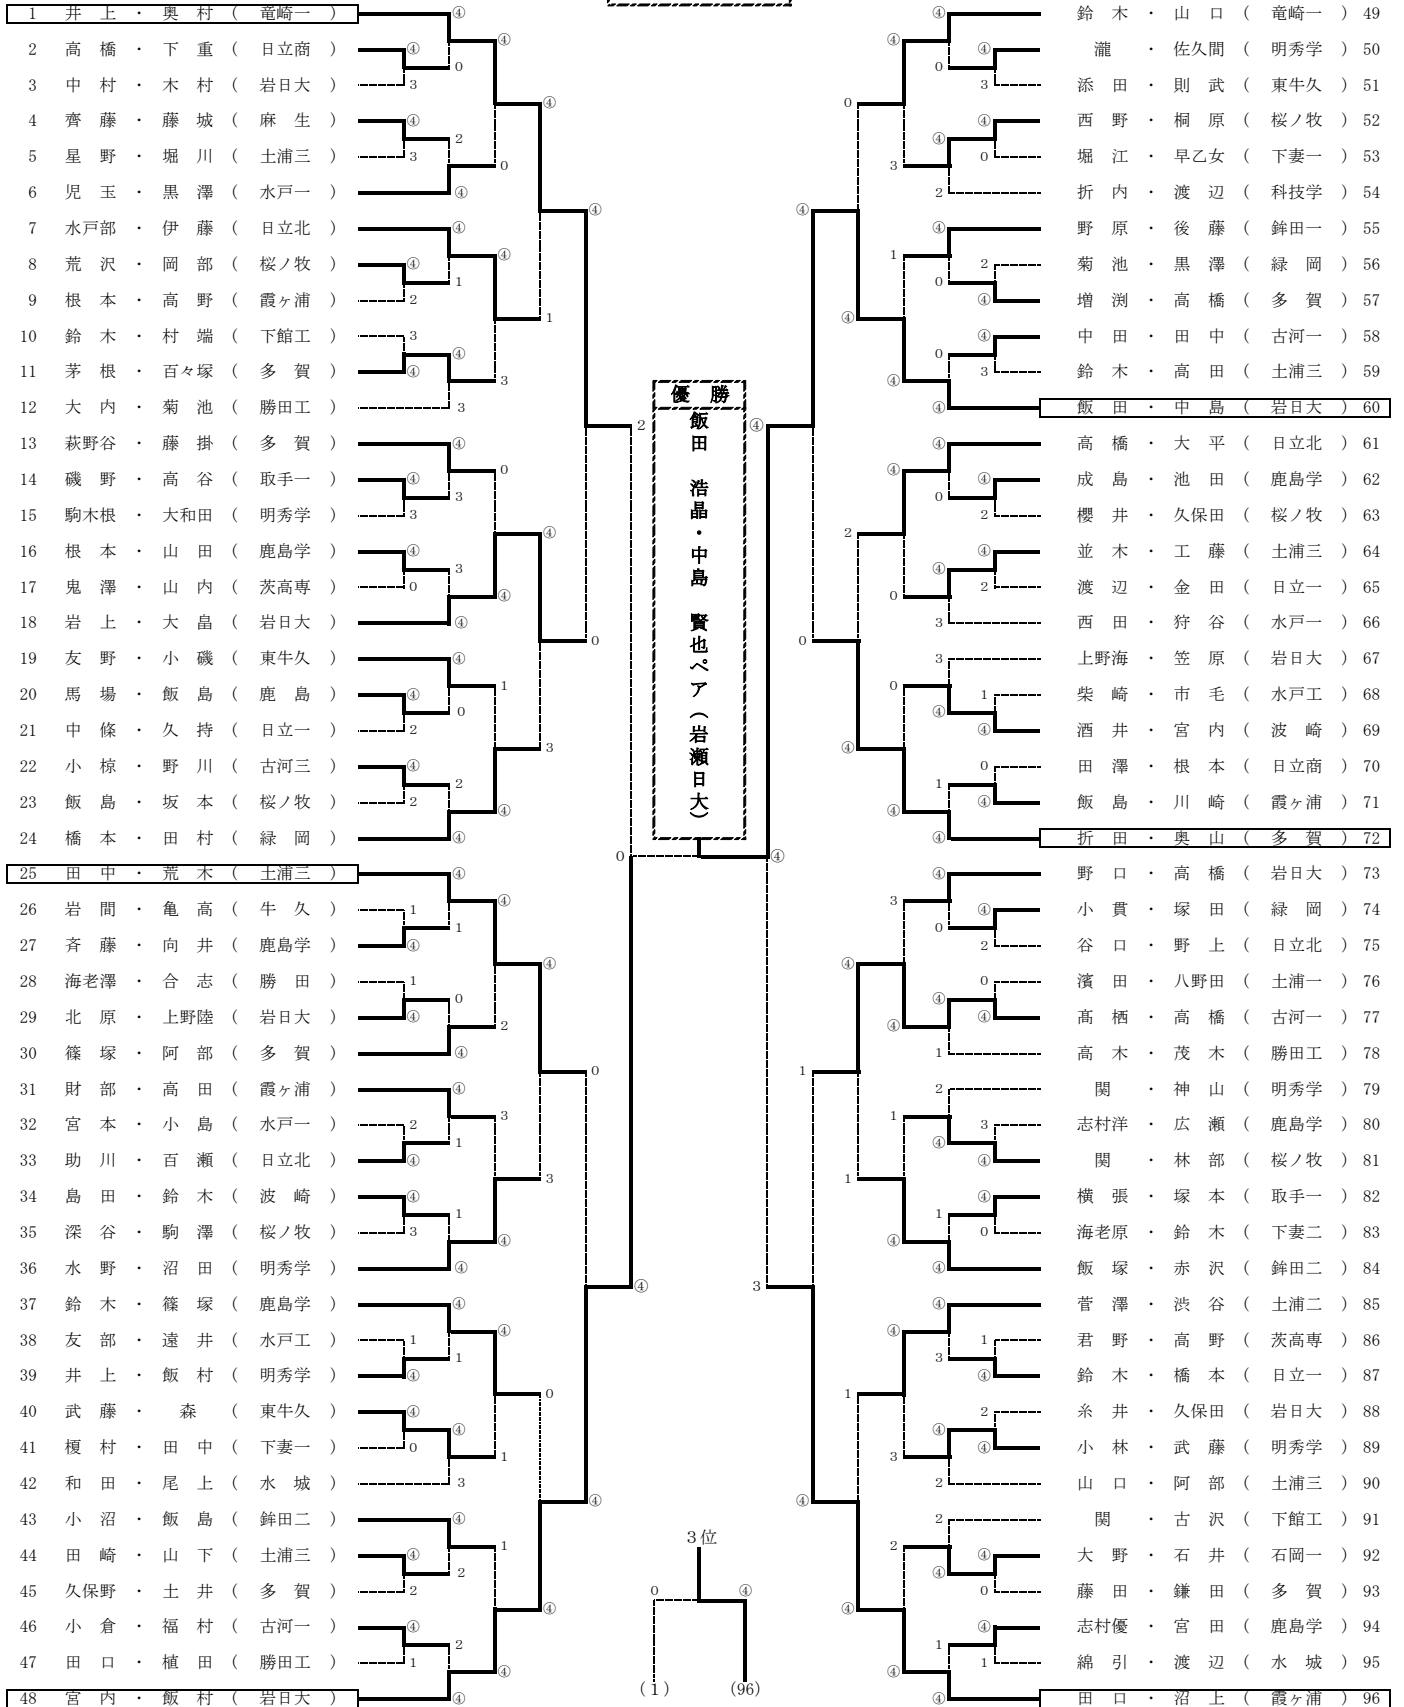 1 井 上 ・ 奥 村 ( 竜崎一 )
2 高 橋 ・ 下 重 ( 日立商 )
3 中 村 ・ 木 村 ( 岩日大 )
4 齊 藤 ・ 藤 城 ( 麻 生 )
5 星 野 ・ 堀 川 ( 土浦三 )
6 児 玉 ・ 黒 澤 ( 水戸一 )
7 水戸部 ・ 伊 藤 ( 日立北 )
8 荒 沢 ・ 岡 部 ( 桜ノ牧 )
9 根 本 ・ 高 野 ( 霞ヶ浦 )
10 鈴 木 ・ 村 端 ( 下館工 )
11 茅 根 ・ 百々塚 ( 多 賀 )
12 大 内 ・ 菊 池 ( 勝田工 )
13 萩野谷 ・ 藤 掛 ( 多 賀 )
14 磯 野 ・ 高 谷 ( 取手一 )
15 駒木根 ・ 大和田 ( 明秀学 )
16 根 本 ・ 山 田 ( 鹿島学 )
17 鬼 澤 ・ 山 内 ( 茨高専 )
18 岩 上 ・ 大 畠 ( 岩日大 )
19 友 野 ・ 小 磯 ( 東牛久 )
20 馬 場 ・ 飯 島 ( 鹿 島 )
21 中 條 ・ 久 持 ( 日立一 )
22 小 椋 ・ 野 川 ( 古河三 )
23 飯 島 ・ 坂 本 ( 桜ノ牧 )
24 橋 本 ・ 田 村 ( 緑 岡 )
25 田 中 ・ 荒 木 ( 土浦三 )
26 岩 間 ・ 亀 高 ( 牛 久 )
27 斉 藤 ・ 向 井 ( 鹿島学 )
28 海老澤 ・ 合 志 ( 勝 田 )
29 北 原 ・ 上野陸 ( 岩日大 )
30 篠 塚 ・ 阿 部 ( 多 賀 )
31 財 部 ・ 高 田 ( 霞ヶ浦 )
32 宮 本 ・ 小 島 ( 水戸一 )
33 助 川 ・ 百 瀬 ( 日立北 )
34 島 田 ・ 鈴 木 ( 波 崎 )
35 深 谷 ・ 駒 澤 ( 桜ノ牧 )
36 水 野 ・ 沼 田 ( 明秀学 )
37 鈴 木 ・ 篠 塚 ( 鹿島学 )
38 友 部 ・ 遠 井 ( 水戸工 )
39 井 上 ・ 飯 村 ( 明秀学 )
40 武 藤 ・ 森 ( 東牛久 )
41 榎 村 ・ 田 中 ( 下妻一 )
42 和 田 ・ 尾 上 ( 水 城 )
43 小 沼 ・ 飯 島 ( 鉾田二 )
44 田 崎 ・ 山 下 ( 土浦三 )
45 久保野 ・ 土 井 ( 多 賀 )
46 小 倉 ・ 福 村 ( 古河一 )
47 田 口 ・ 植 田 ( 勝田工 )
48 宮 内 ・ 飯 村 ( 岩日大 )
優 勝
飯田 浩晶・中島 賢也ペア(岩瀬日大)
3位
0 ④
(1) (96)
鈴 木 ・ 山 口 ( 竜崎一 ) 49
瀧 ・ 佐久間 ( 明秀学 ) 50
添 田 ・ 則 武 ( 東牛久 ) 51
西 野 ・ 桐 原 ( 桜ノ牧 ) 52
堀 江 ・ 早乙女 ( 下妻一 ) 53
折 内 ・ 渡 辺 ( 科技学 ) 54
野 原 ・ 後 藤 ( 鉾田一 ) 55
菊 池 ・ 黒 澤 ( 緑 岡 ) 56
増 渕 ・ 高 橋 ( 多 賀 ) 57
中 田 ・ 田 中 ( 古河一 ) 58
鈴 木 ・ 高 田 ( 土浦三 ) 59
飯 田 ・ 中 島 ( 岩日大 ) 60
高 橋 ・ 大 平 ( 日立北 ) 61
成 島 ・ 池 田 ( 鹿島学 ) 62
櫻 井 ・ 久保田 ( 桜ノ牧 ) 63
並 木 ・ 工 藤 ( 土浦三 ) 64
渡 辺 ・ 金 田 ( 日立一 ) 65
西 田 ・ 狩 谷 ( 水戸一 ) 66
上野海 ・ 笠 原 ( 岩日大 ) 67
柴 崎 ・ 市 毛 ( 水戸工 ) 68
酒 井 ・ 宮 内 ( 波 崎 ) 69
田 澤 ・ 根 本 ( 日立商 ) 70
飯 島 ・ 川 崎 ( 霞ヶ浦 ) 71
折 田 ・ 奥 山 ( 多 賀 ) 72
野 口 ・ 高 橋 ( 岩日大 ) 73
小 貫 ・ 塚 田 ( 緑 岡 ) 74
谷 口 ・ 野 上 ( 日立北 ) 75
濱 田 ・ 八野田 ( 土浦一 ) 76
髙 栖 ・ 高 橋 ( 古河一 ) 77
高 木 ・ 茂 木 ( 勝田工 ) 78
関 ・ 神 山 ( 明秀学 ) 79
志村洋 ・ 広 瀬 ( 鹿島学 ) 80
関 ・ 林 部 ( 桜ノ牧 ) 81
横 張 ・ 塚 本 ( 取手一 ) 82
海老原 ・ 鈴 木 ( 下妻二 ) 83
飯 塚 ・ 赤 沢 ( 鉾田二 ) 84
菅 澤 ・ 渋 谷 ( 土浦二 ) 85
君 野 ・ 高 野 ( 茨高専 ) 86
鈴 木 ・ 橋 本 ( 日立一 ) 87
糸 井 ・ 久保田 ( 岩日大 ) 88
小 林 ・ 武 藤 ( 明秀学 ) 89
山 口 ・ 阿 部 ( 土浦三 ) 90
関 ・ 古 沢 ( 下館工 ) 91
大 野 ・ 石 井 ( 石岡一 ) 92
藤 田 ・ 鎌 田 ( 多 賀 ) 93
志村優 ・ 宮 田 ( 鹿島学 ) 94
綿 引 ・ 渡 辺 ( 水 城 ) 95
田 口 ・ 沼 上 ( 霞ヶ浦 ) 96